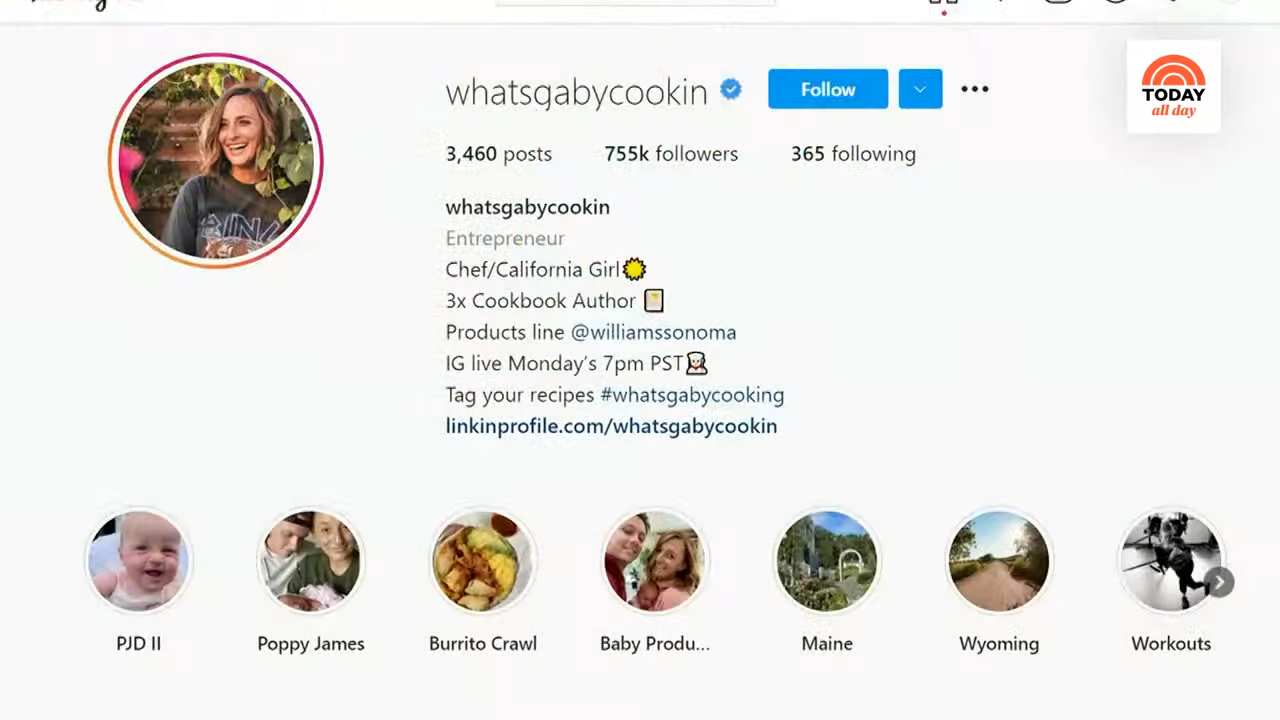 whatsgabycookin Follow
TODAY
all day
3,460 posts 755k followers 365 following
whatsgabycookin
Entrepreneur
Chef/California Girl
3x Cookbook Author
Products line @williamssonoma
IG live Monday's 7pm PST
Tag your recipes #whatsgabycooking
linkinprofile.com/whatsgabycookin
PJD II Poppy James Burrito Crawl Baby Produ... Maine Wyoming Workouts